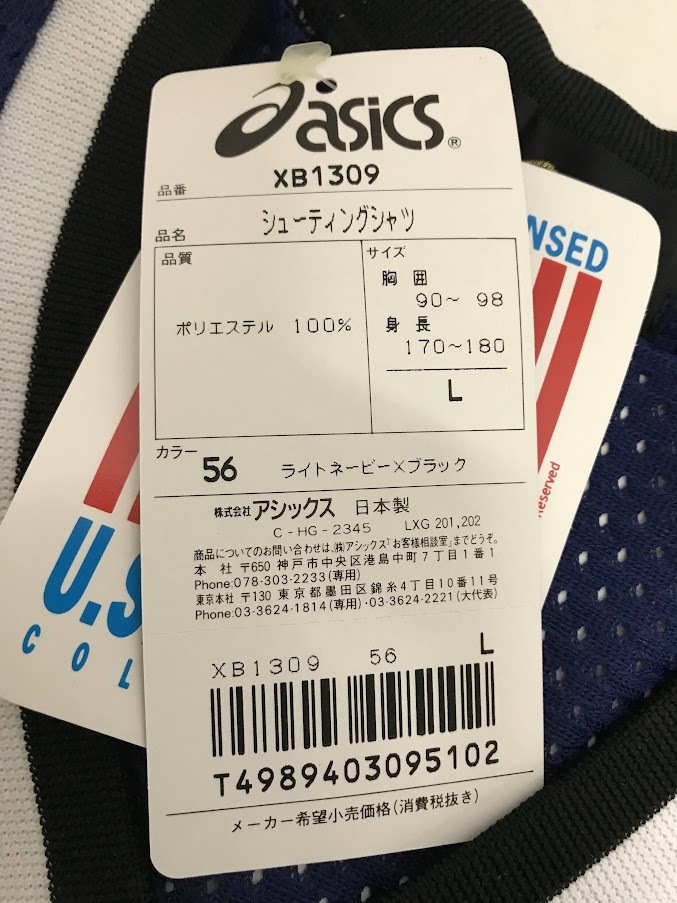 asics®
品番 XB1309
品名 シューティングシャツ
品質
ポリエステル 100%
サイズ
胸囲
90～ 98
身長
170～180
L
カラー 56 ライトネービー×ブラック
株式会社アシックス 日本製
C-HG-2345 LXG 201,202
商品についてのお問い合わせは、㈱アシックス「お客様相談室」までどうぞ。
本 社 〒650 神戸市中央区港島中町7丁目1番1
Phone:078-303-2233(専用)
東京本社 〒130 東京都墨田区錦糸4丁目10番11号
Phone:03-3624-1814(専用)・03-3624-2221(大代表)
XB1309 56 L
T4989403095102
メーカー希望小売価格(消費税抜き)
NSED
eserved
U.S
COL